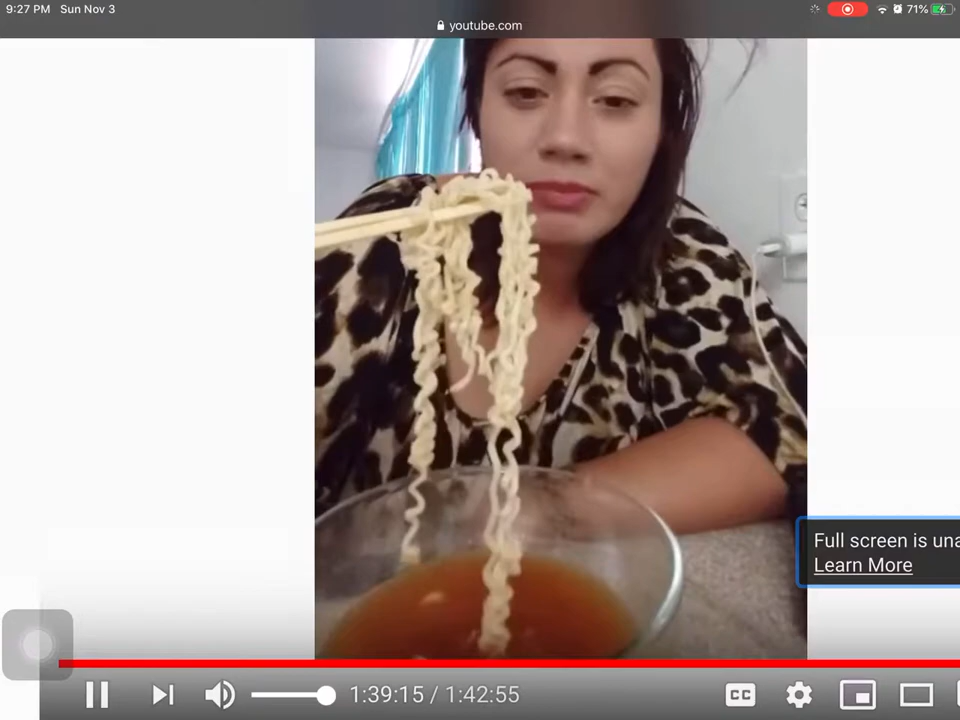 9:27 PM Sun Nov 3
71%
youtube.com
Full screen is una
Learn More
1:39:15 / 1:42:55
CC